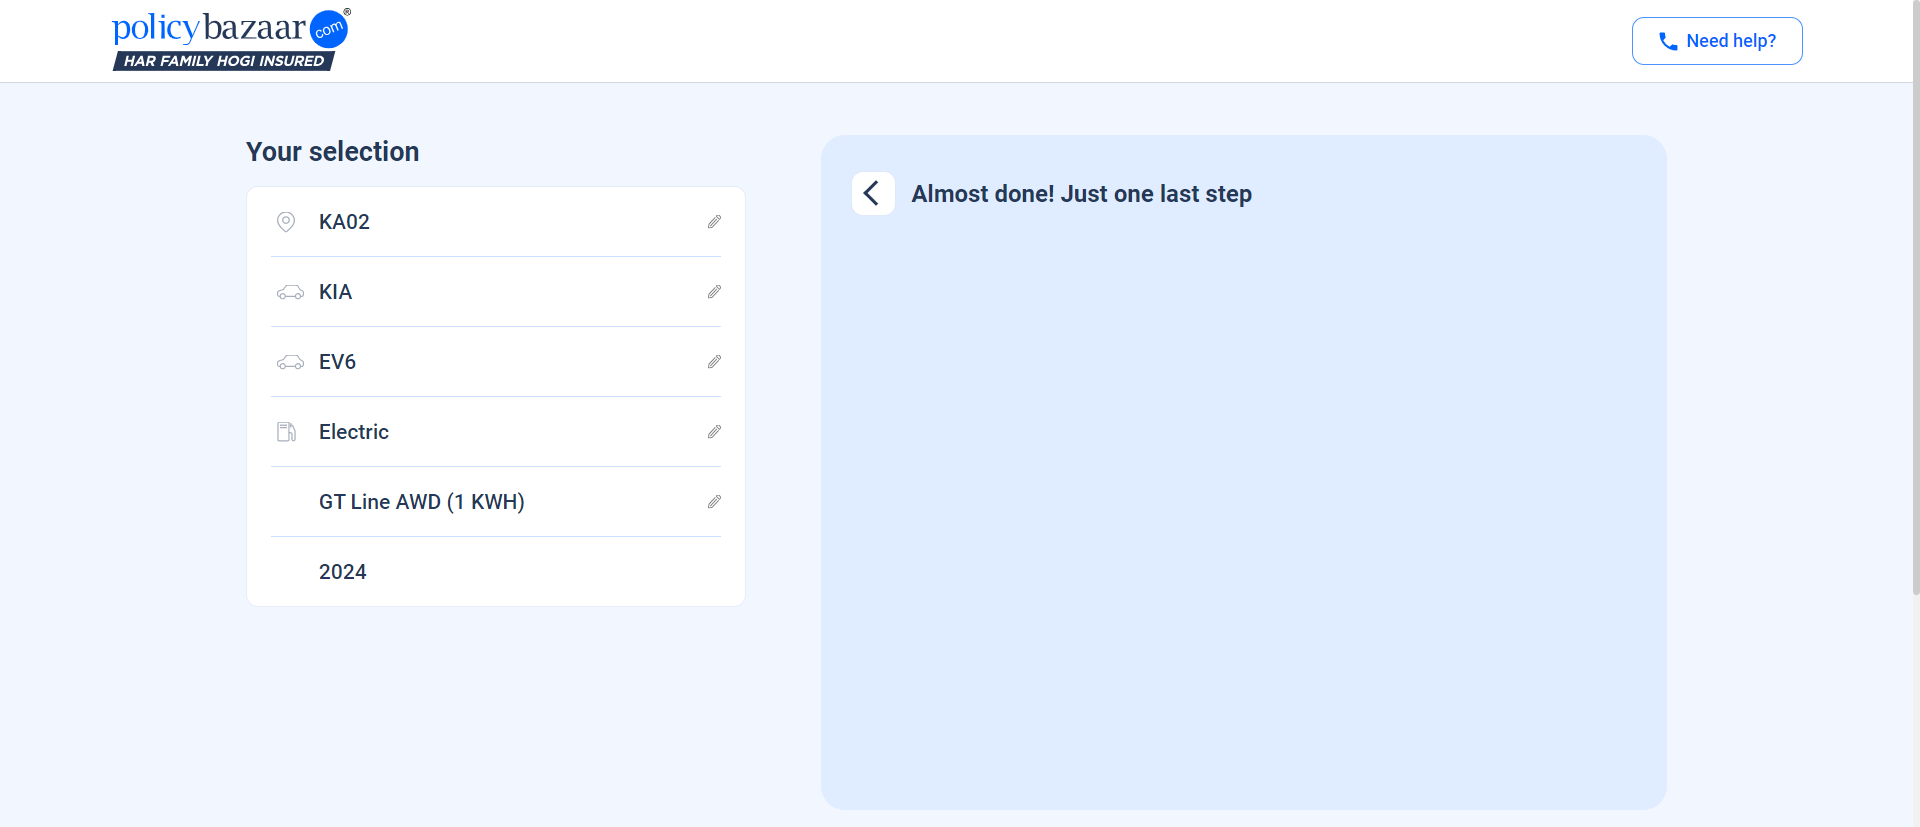 policybazaar com ®
HAR FAMILY HOGI INSURED
Need help?
Your selection
KA02
KIA
EV6
Electric
GT Line AWD (1 KWH)
2024
Almost done! Just one last step